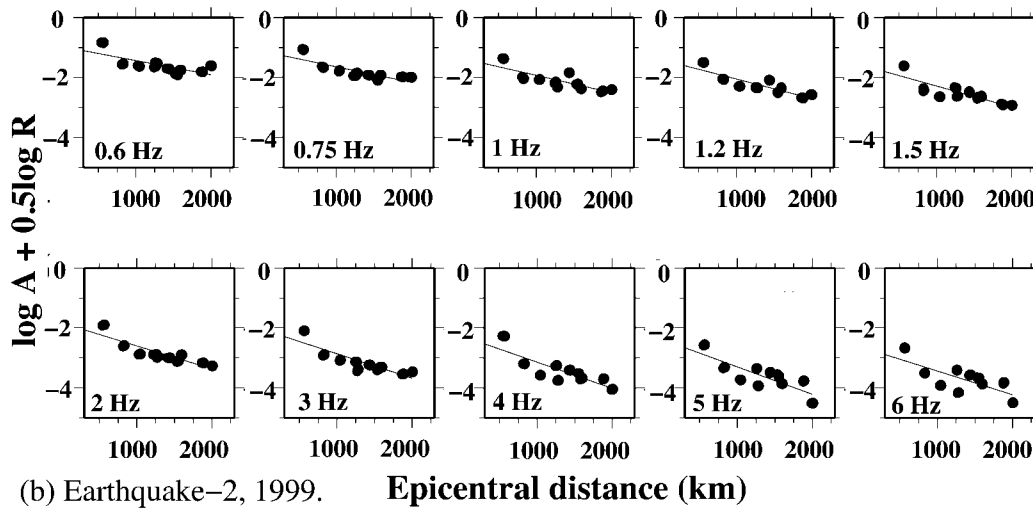 0 0 0 0 0
−2 −2 −2 −2 −2
−4 −4 −4 −4 −4
0.6 Hz 0.75 Hz 1 Hz 1.2 Hz 1.5 Hz
1000 2000 1000 2000 1000 2000 1000 2000 1000 2000
log A + 0.5log R
0 0 0 0 0
−2 −2 −2 −2 −2
−4 −4 −4 −4 −4
2 Hz 3 Hz 4 Hz 5 Hz 6 Hz
1000 2000 1000 2000 1000 2000 1000 2000 1000 2000
(b) Earthquake−2, 1999. Epicentral distance (km)